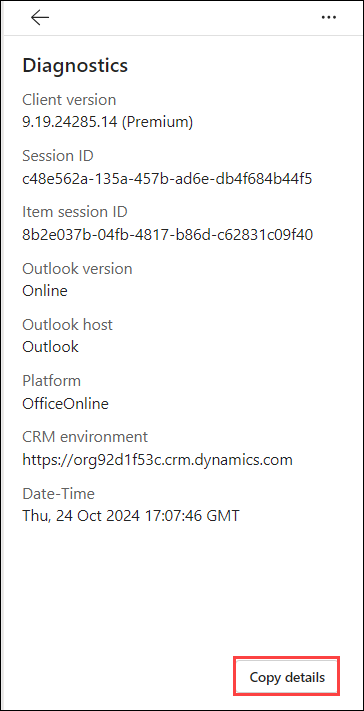 Diagnostics
Client version
9.19.24285.14 (Premium)
Session ID
c48e562a-135a-457b-ad6e-db4f684b44f5
Item session ID
8b2e037b-04fb-4817-b86d-c62831c09f40
Outlook version
Online
Outlook host
Outlook
Platform
OfficeOnline
CRM environment
https://org92d1f53c.crm.dynamics.com
Date-Time
Thu, 24 Oct 2024 17:07:46 GMT
Copy details